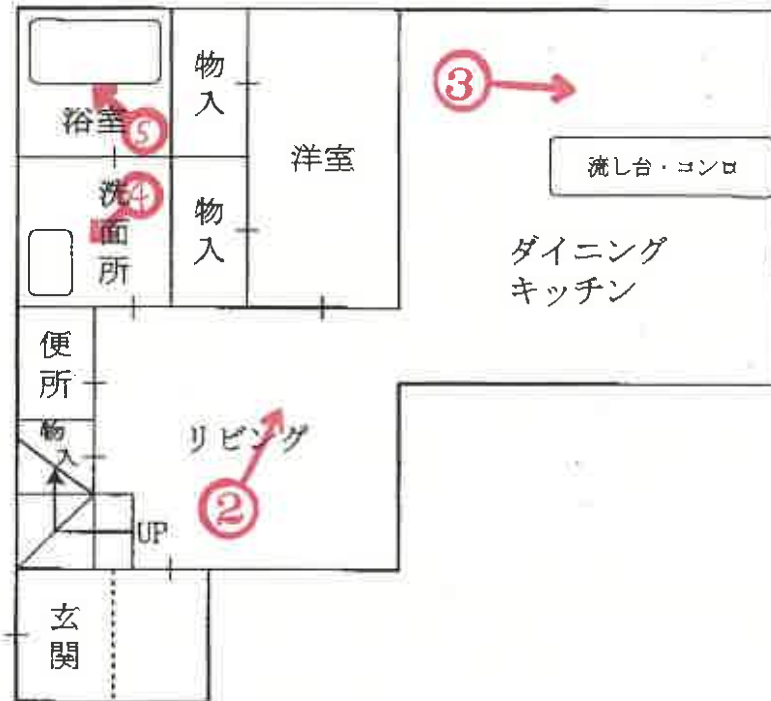 物入
③
浴室
⑤
洋室
流し台・コンロ
洗面所
④
物入
ダイニング
キッチン
便所
物入
リビング
②
UP
玄関